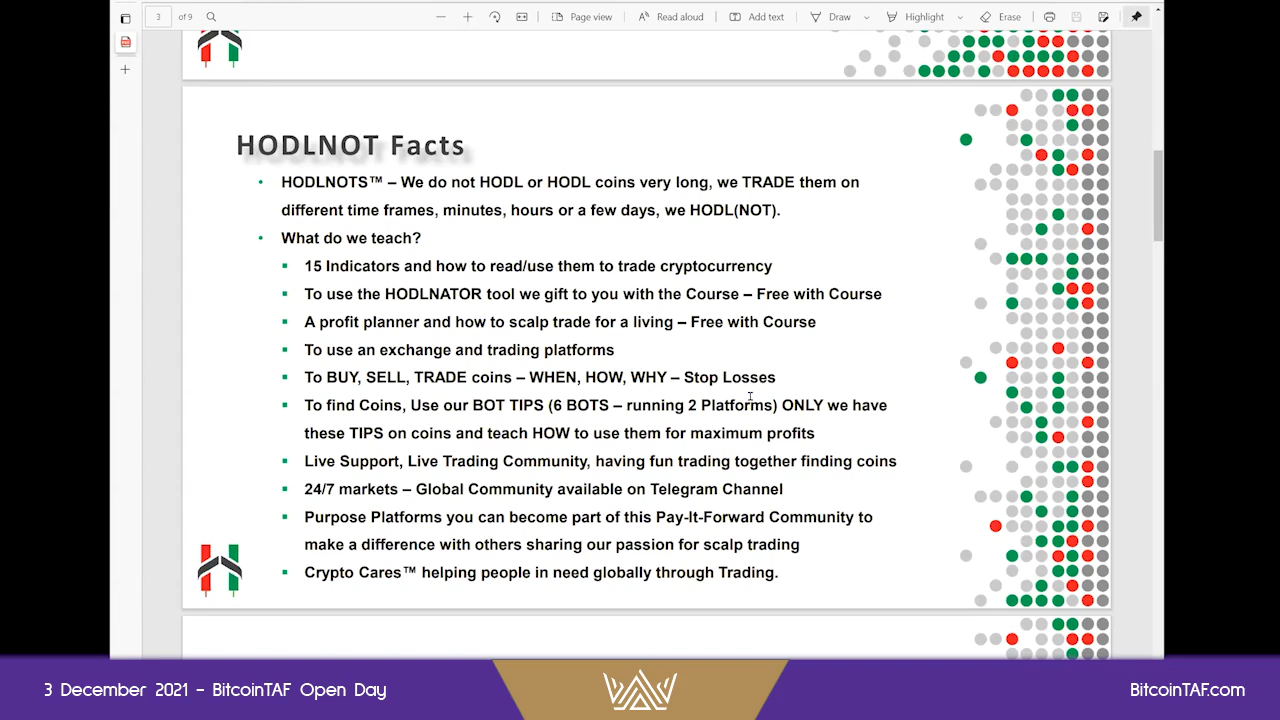 3 of 9
Page view
Read aloud
Add text
Draw
Highlight
Erase
HODLNOT Facts
• HODLNOTS™ – We do not HODL or HODL coins very long, we TRADE them on
different time frames, minutes, hours or a few days, we HODL(NOT).
• What do we teach?
▪ 15 Indicators and how to read/use them to trade cryptocurrency
▪ To use the HODLNATOR tool we gift to you with the Course – Free with Course
▪ A profit planner and how to scalp trade for a living – Free with Course
▪ To use an exchange and trading platforms
▪ To BUY, SELL, TRADE coins – WHEN, HOW, WHY – Stop Losses
▪ To find Coins, Use our BOT TIPS (6 BOTS – running 2 Platforms) ONLY we have
these TIPS on coins and teach HOW to use them for maximum profits
▪ Live Support, Live Trading Community, having fun trading together finding coins
▪ 24/7 markets – Global Community available on Telegram Channel
▪ Purpose Platforms you can become part of this Pay-It-Forward Community to
make a difference with others sharing our passion for scalp trading
▪ Crypto Cares™ helping people in need globally through Trading.
3 December 2021 – BitcoinTAF Open Day
BitcoinTAF.com